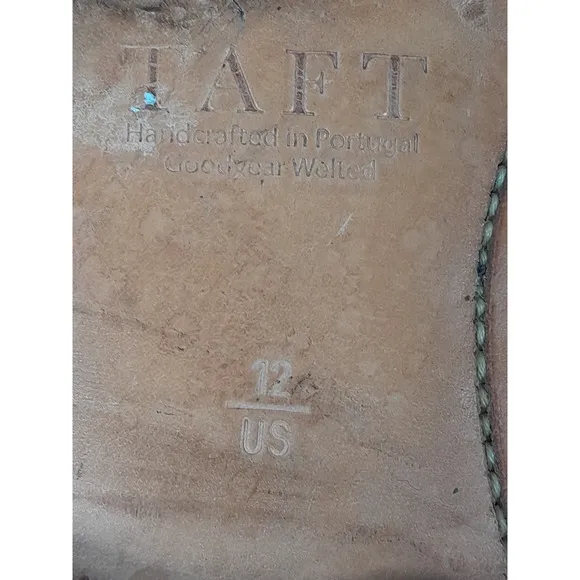 TAFT
Handcrafted in Portugal
Goodyear Welted
12
US